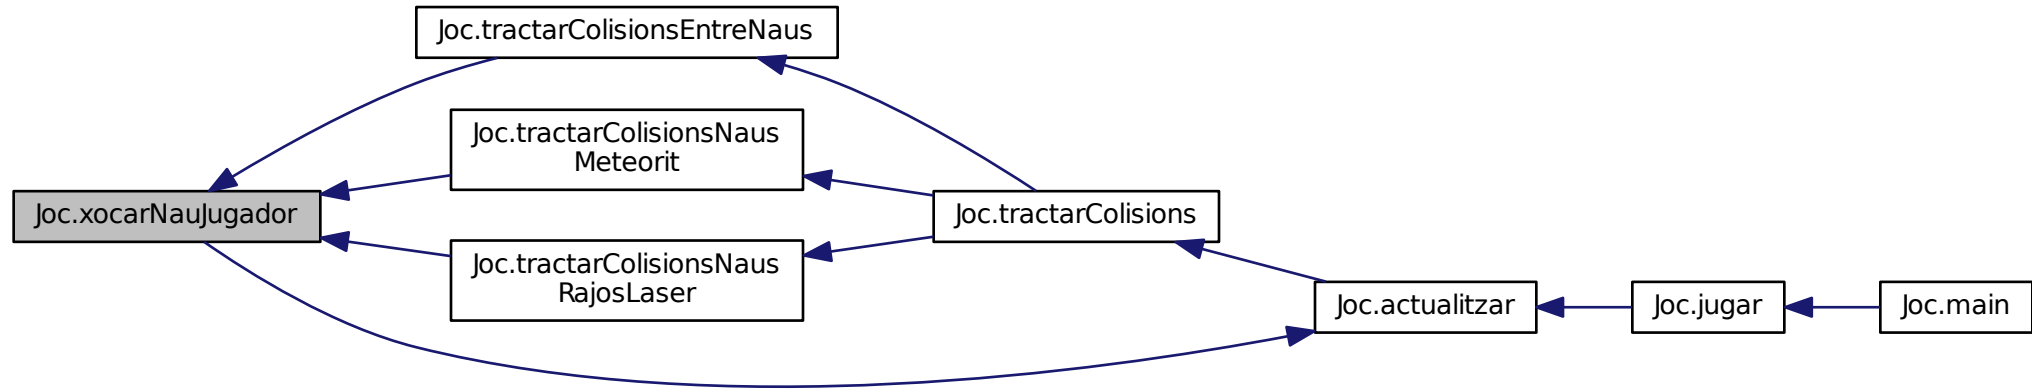 Joc.tractarColisionsEntreNaus
Joc.tractarColisionsNaus
Meteorit
Joc.xocarNauJugador
Joc.tractarColisions
Joc.tractarColisionsNaus
RajosLaser
Joc.actualitzar
Joc.jugar
Joc.main